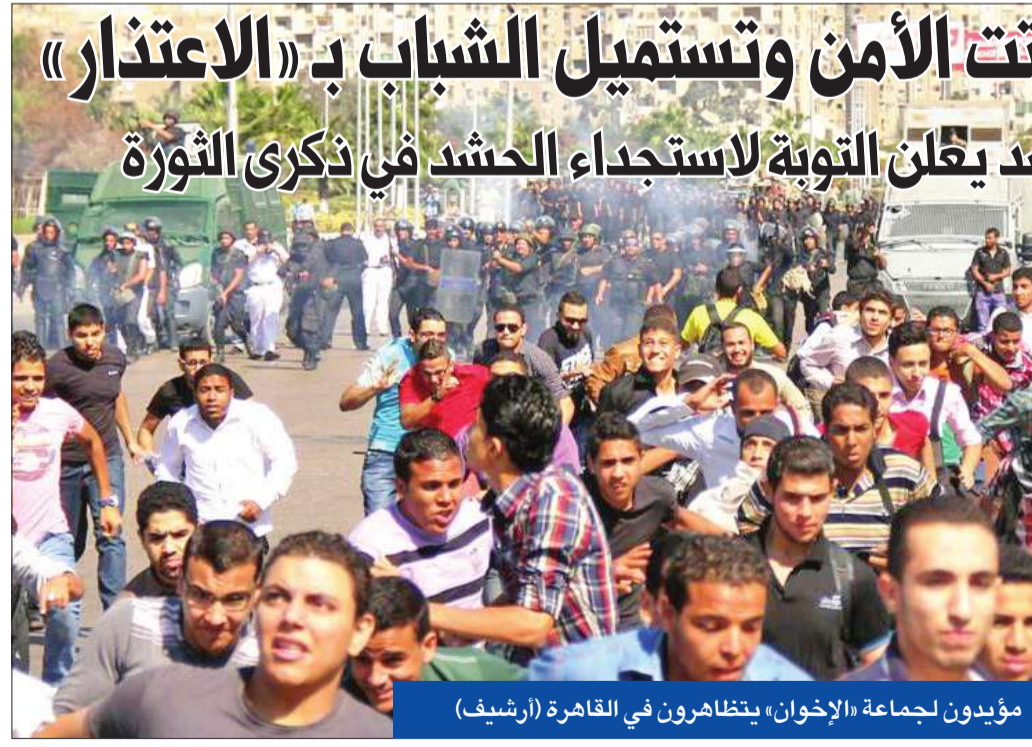 الأمن وتستميل الشباب بـ «الاعتذار»
يعلن التوبة لاستجداء الحشد في ذكرى الثورة
مؤيدون لجماعة «الإخوان» يتظاهرون في القاهرة (أرشيف)